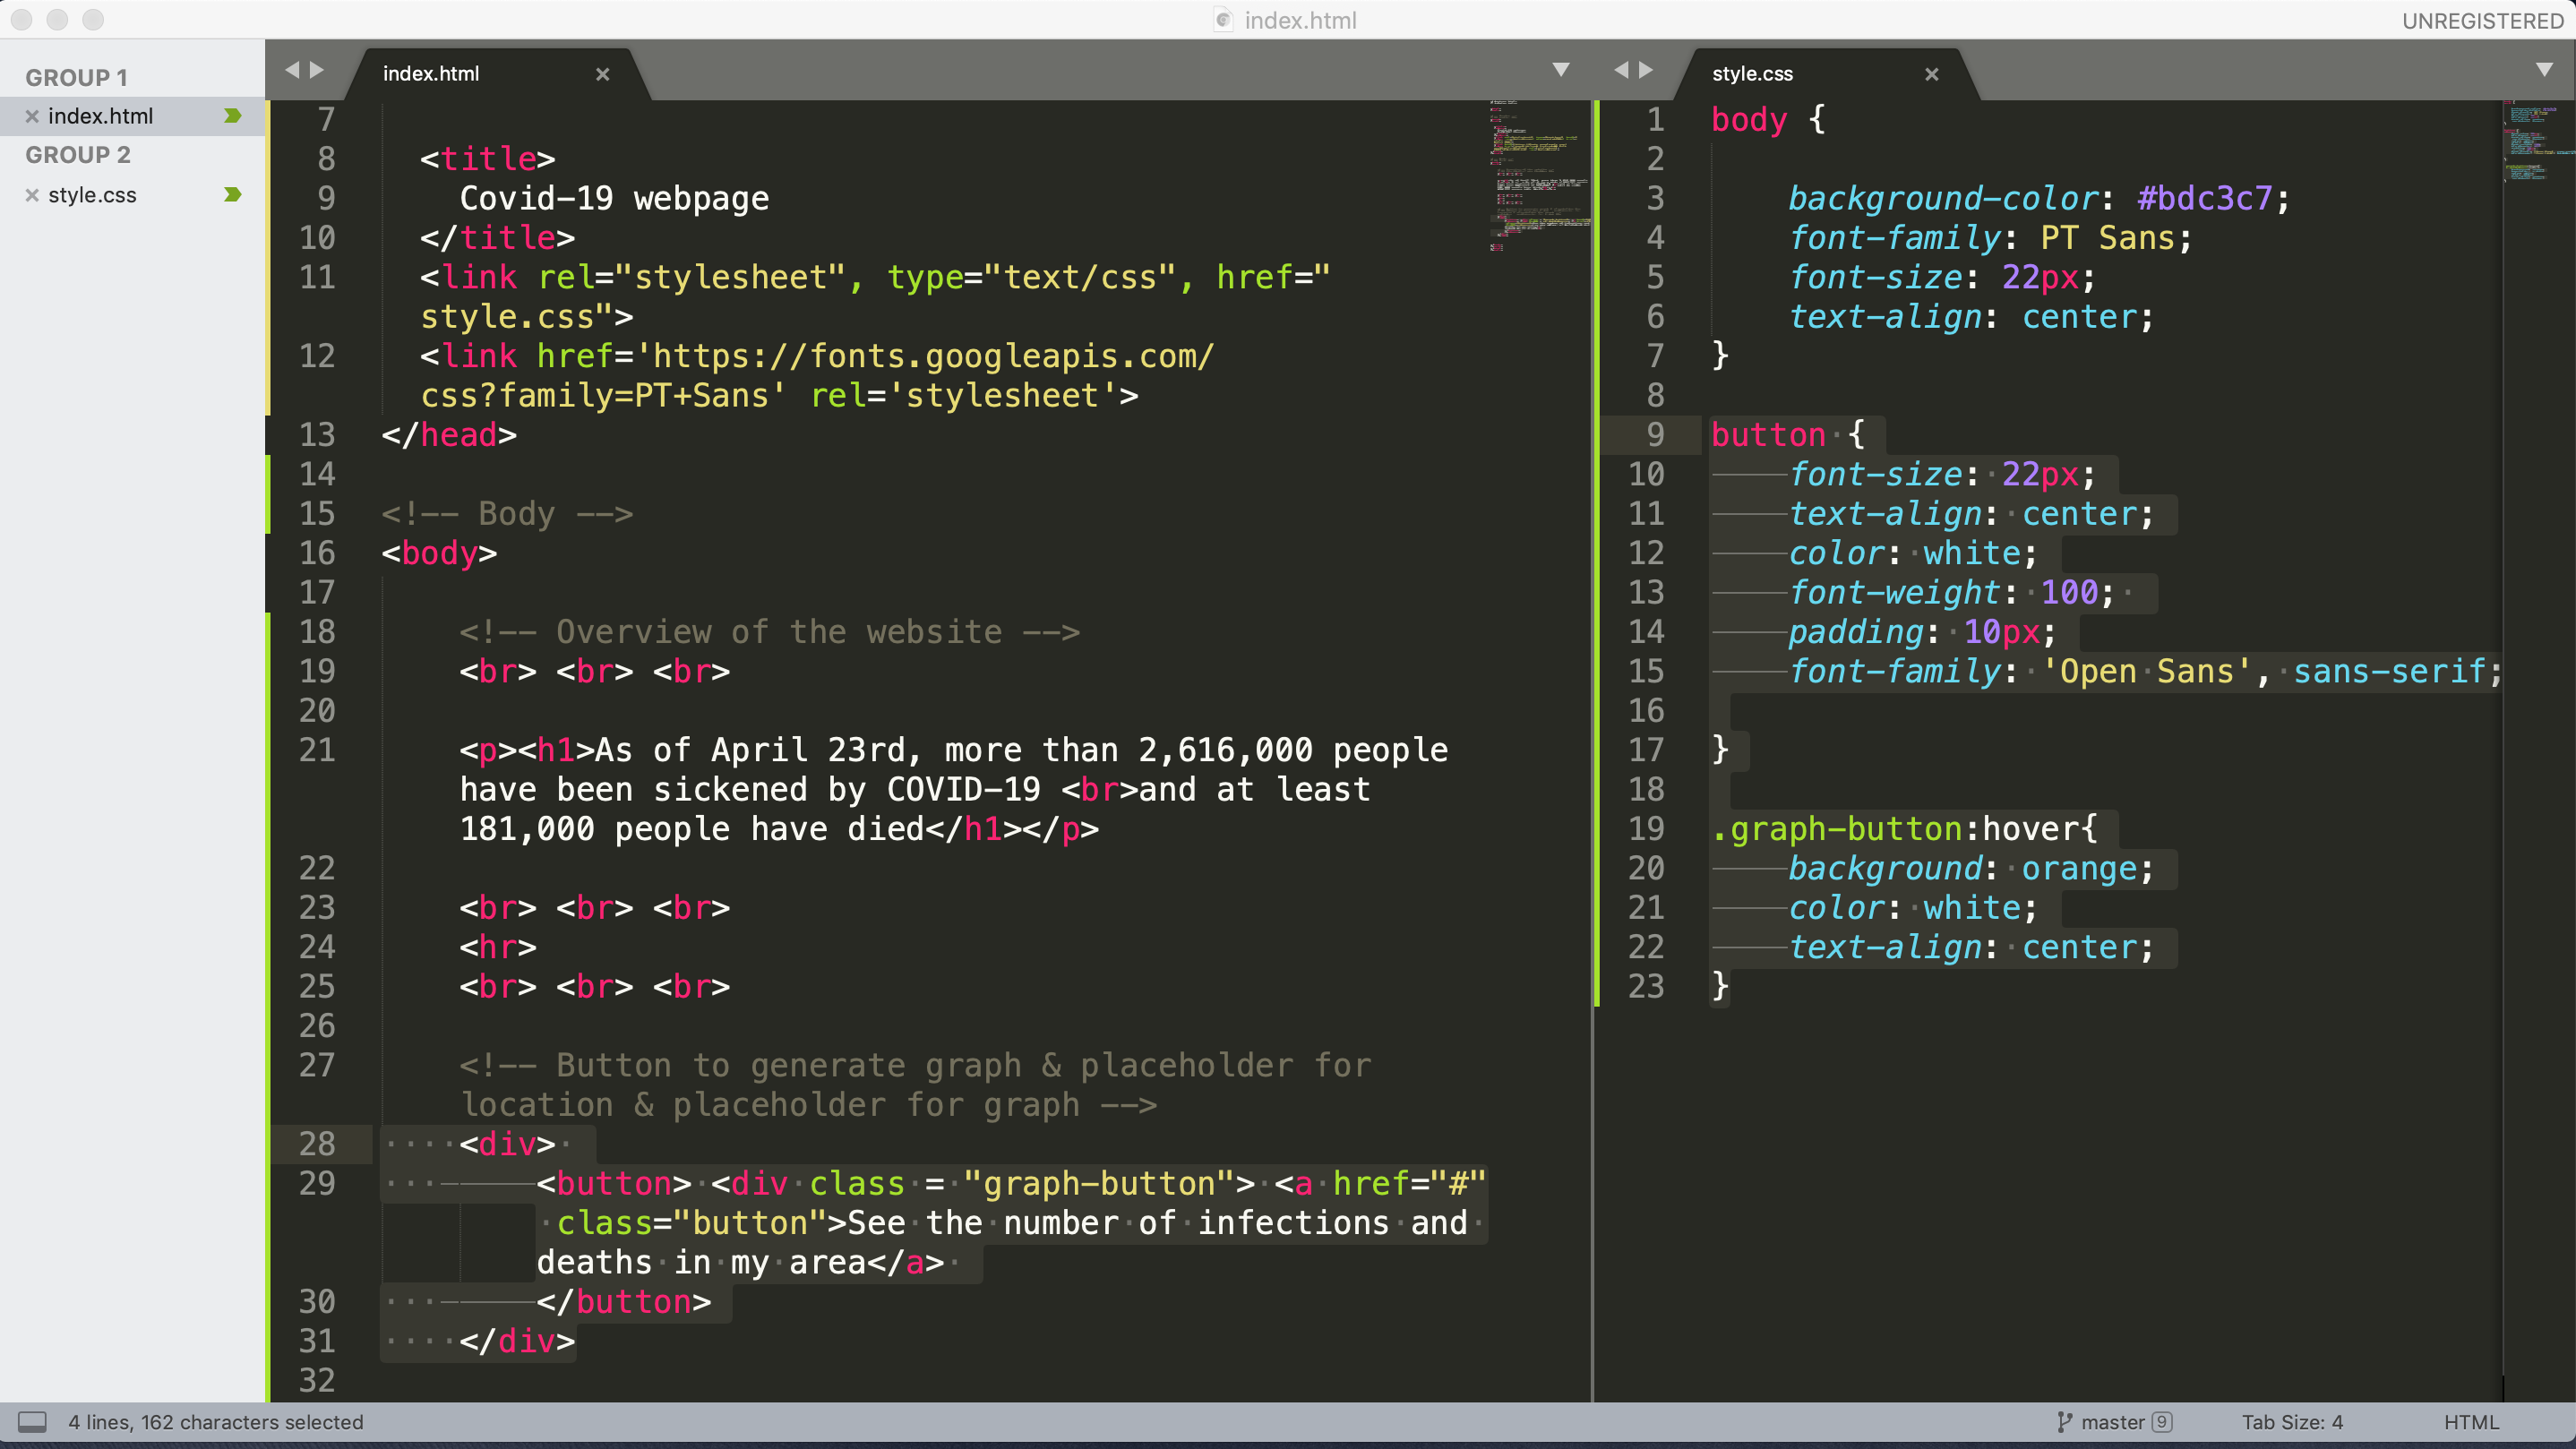 index.html
UNREGISTERED
GROUP 1
index.html
GROUP 2
style.css
index.html
7
8 <title>
9 Covid-19 webpage
10 </title>
11 <link rel="stylesheet", type="text/css", href="
style.css">
12 <link href='https://fonts.googleapis.com/
css?family=PT+Sans' rel='stylesheet'>
13 </head>
14
15 <!-- Body -->
16 <body>
17
18 <!-- Overview of the website -->
19 <br> <br> <br>
20
21 <p><h1>As of April 23rd, more than 2,616,000 people
have been sickened by COVID-19 <br>and at least
181,000 people have died</h1></p>
22
23 <br> <br> <br>
24 <hr>
25 <br> <br> <br>
26
27 <!-- Button to generate graph & placeholder for
location & placeholder for graph -->
28 <div>
29 <button> <div class = "graph-button"> <a href="#"
class="button">See the number of infections and
deaths in my area</a>
30 </button>
31 </div>
32
style.css
1 body {
2
3 background-color: #bdc3c7;
4 font-family: PT Sans;
5 font-size: 22px;
6 text-align: center;
7 }
8
9 button {
10 font-size: 22px;
11 text-align: center;
12 color: white;
13 font-weight: 100;
14 padding: 10px;
15 font-family: 'Open Sans', sans-serif;
16
17 }
18
19 .graph-button:hover{
20 background: orange;
21 color: white;
22 text-align: center;
23 }
4 lines, 162 characters selected
master 9
Tab Size: 4
HTML